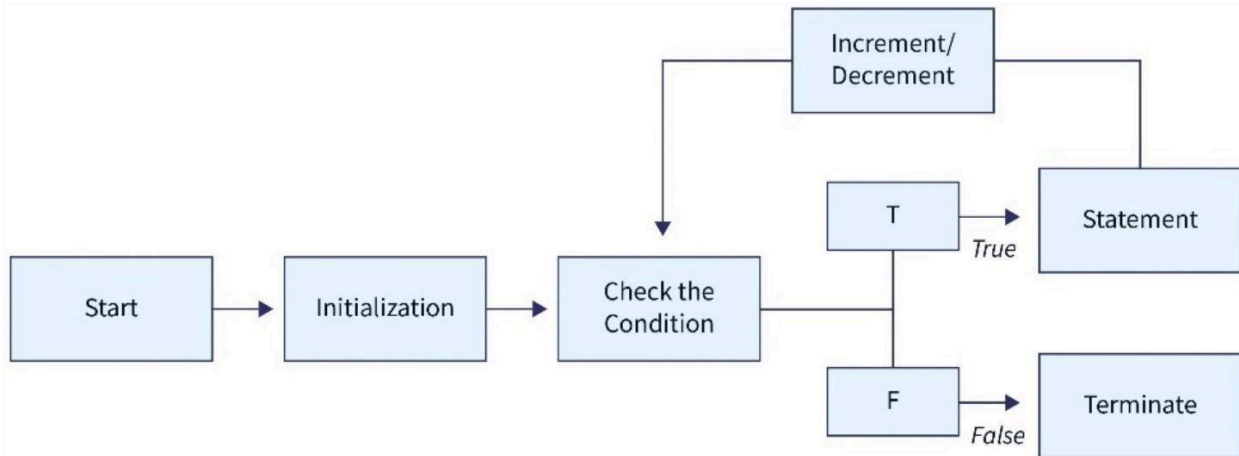 Increment/
Decrement
T
True
Statement
Start
Initialization
Check the
Condition
F
False
Terminate